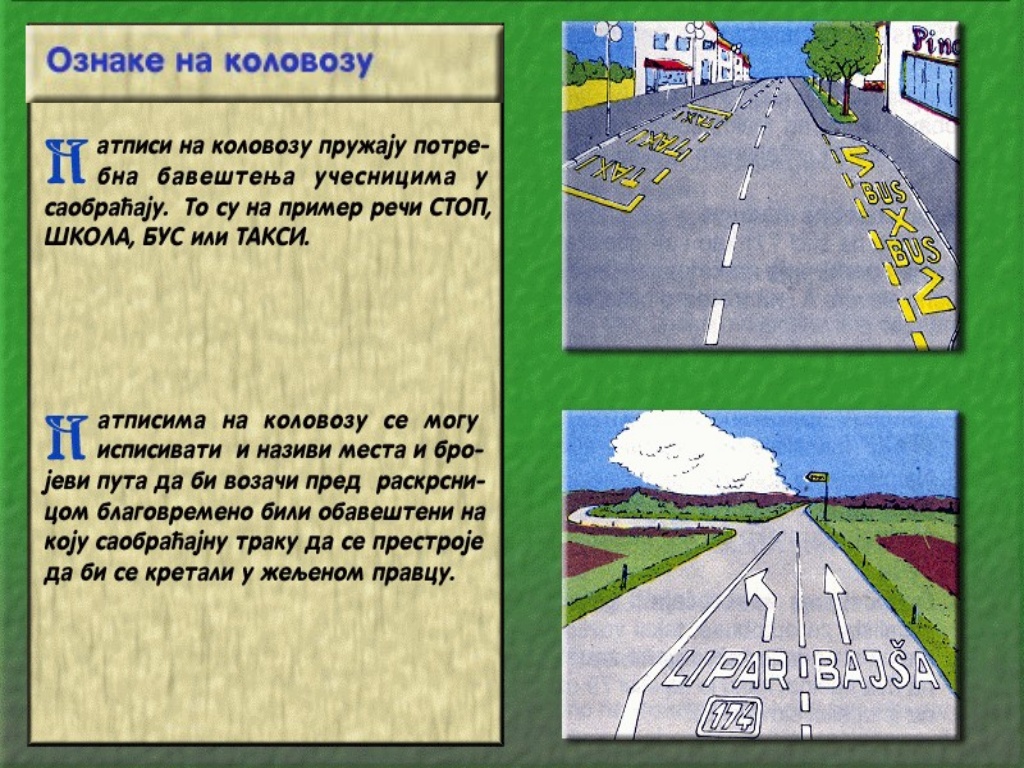 Ознаке на коловозу
Натписи на коловозу пружају потре-
бна бавештења учесницима у
саобраћају. То су на пример речи СТОП,
ШКОЛА, БУС или ТАКСИ.
Натписима на коловозу се могу
исписивати и називи места и бро-
јеви пута да би возачи пред раскрсни-
цом благовремено били обавештени на
коју саобраћајну траку да се престроје
да би се кретали у жељеном правцу.
Pino
TAXI
TAXI
TAXI
BUS
X
BUS
LIPAR BAJŠA
174